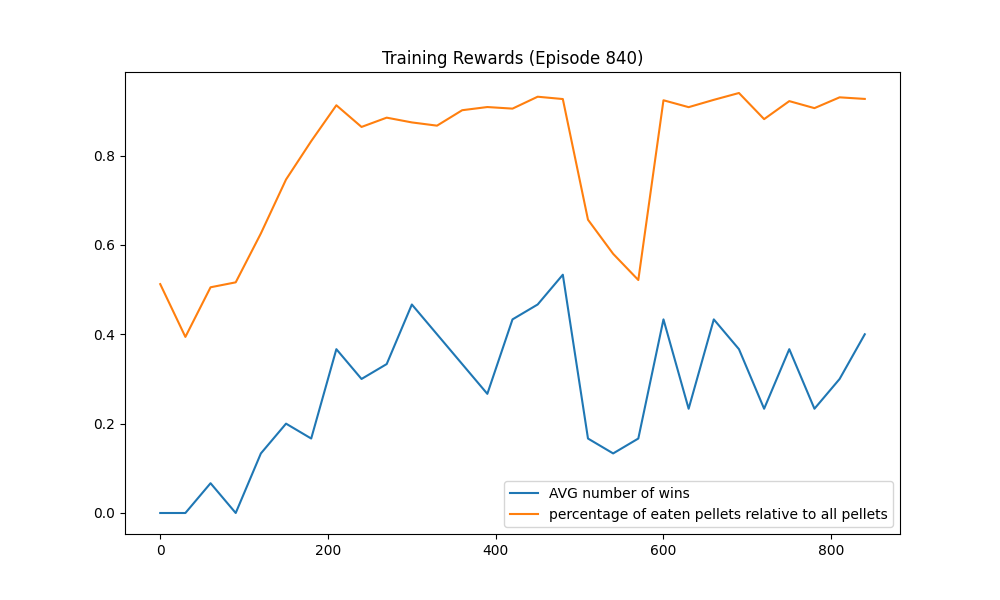 Training Rewards (Episode 840)
0.8
0.6
0.4
0.2
0.0
AVG number of wins
percentage of eaten pellets relative to all pellets
0 200 400 600 800